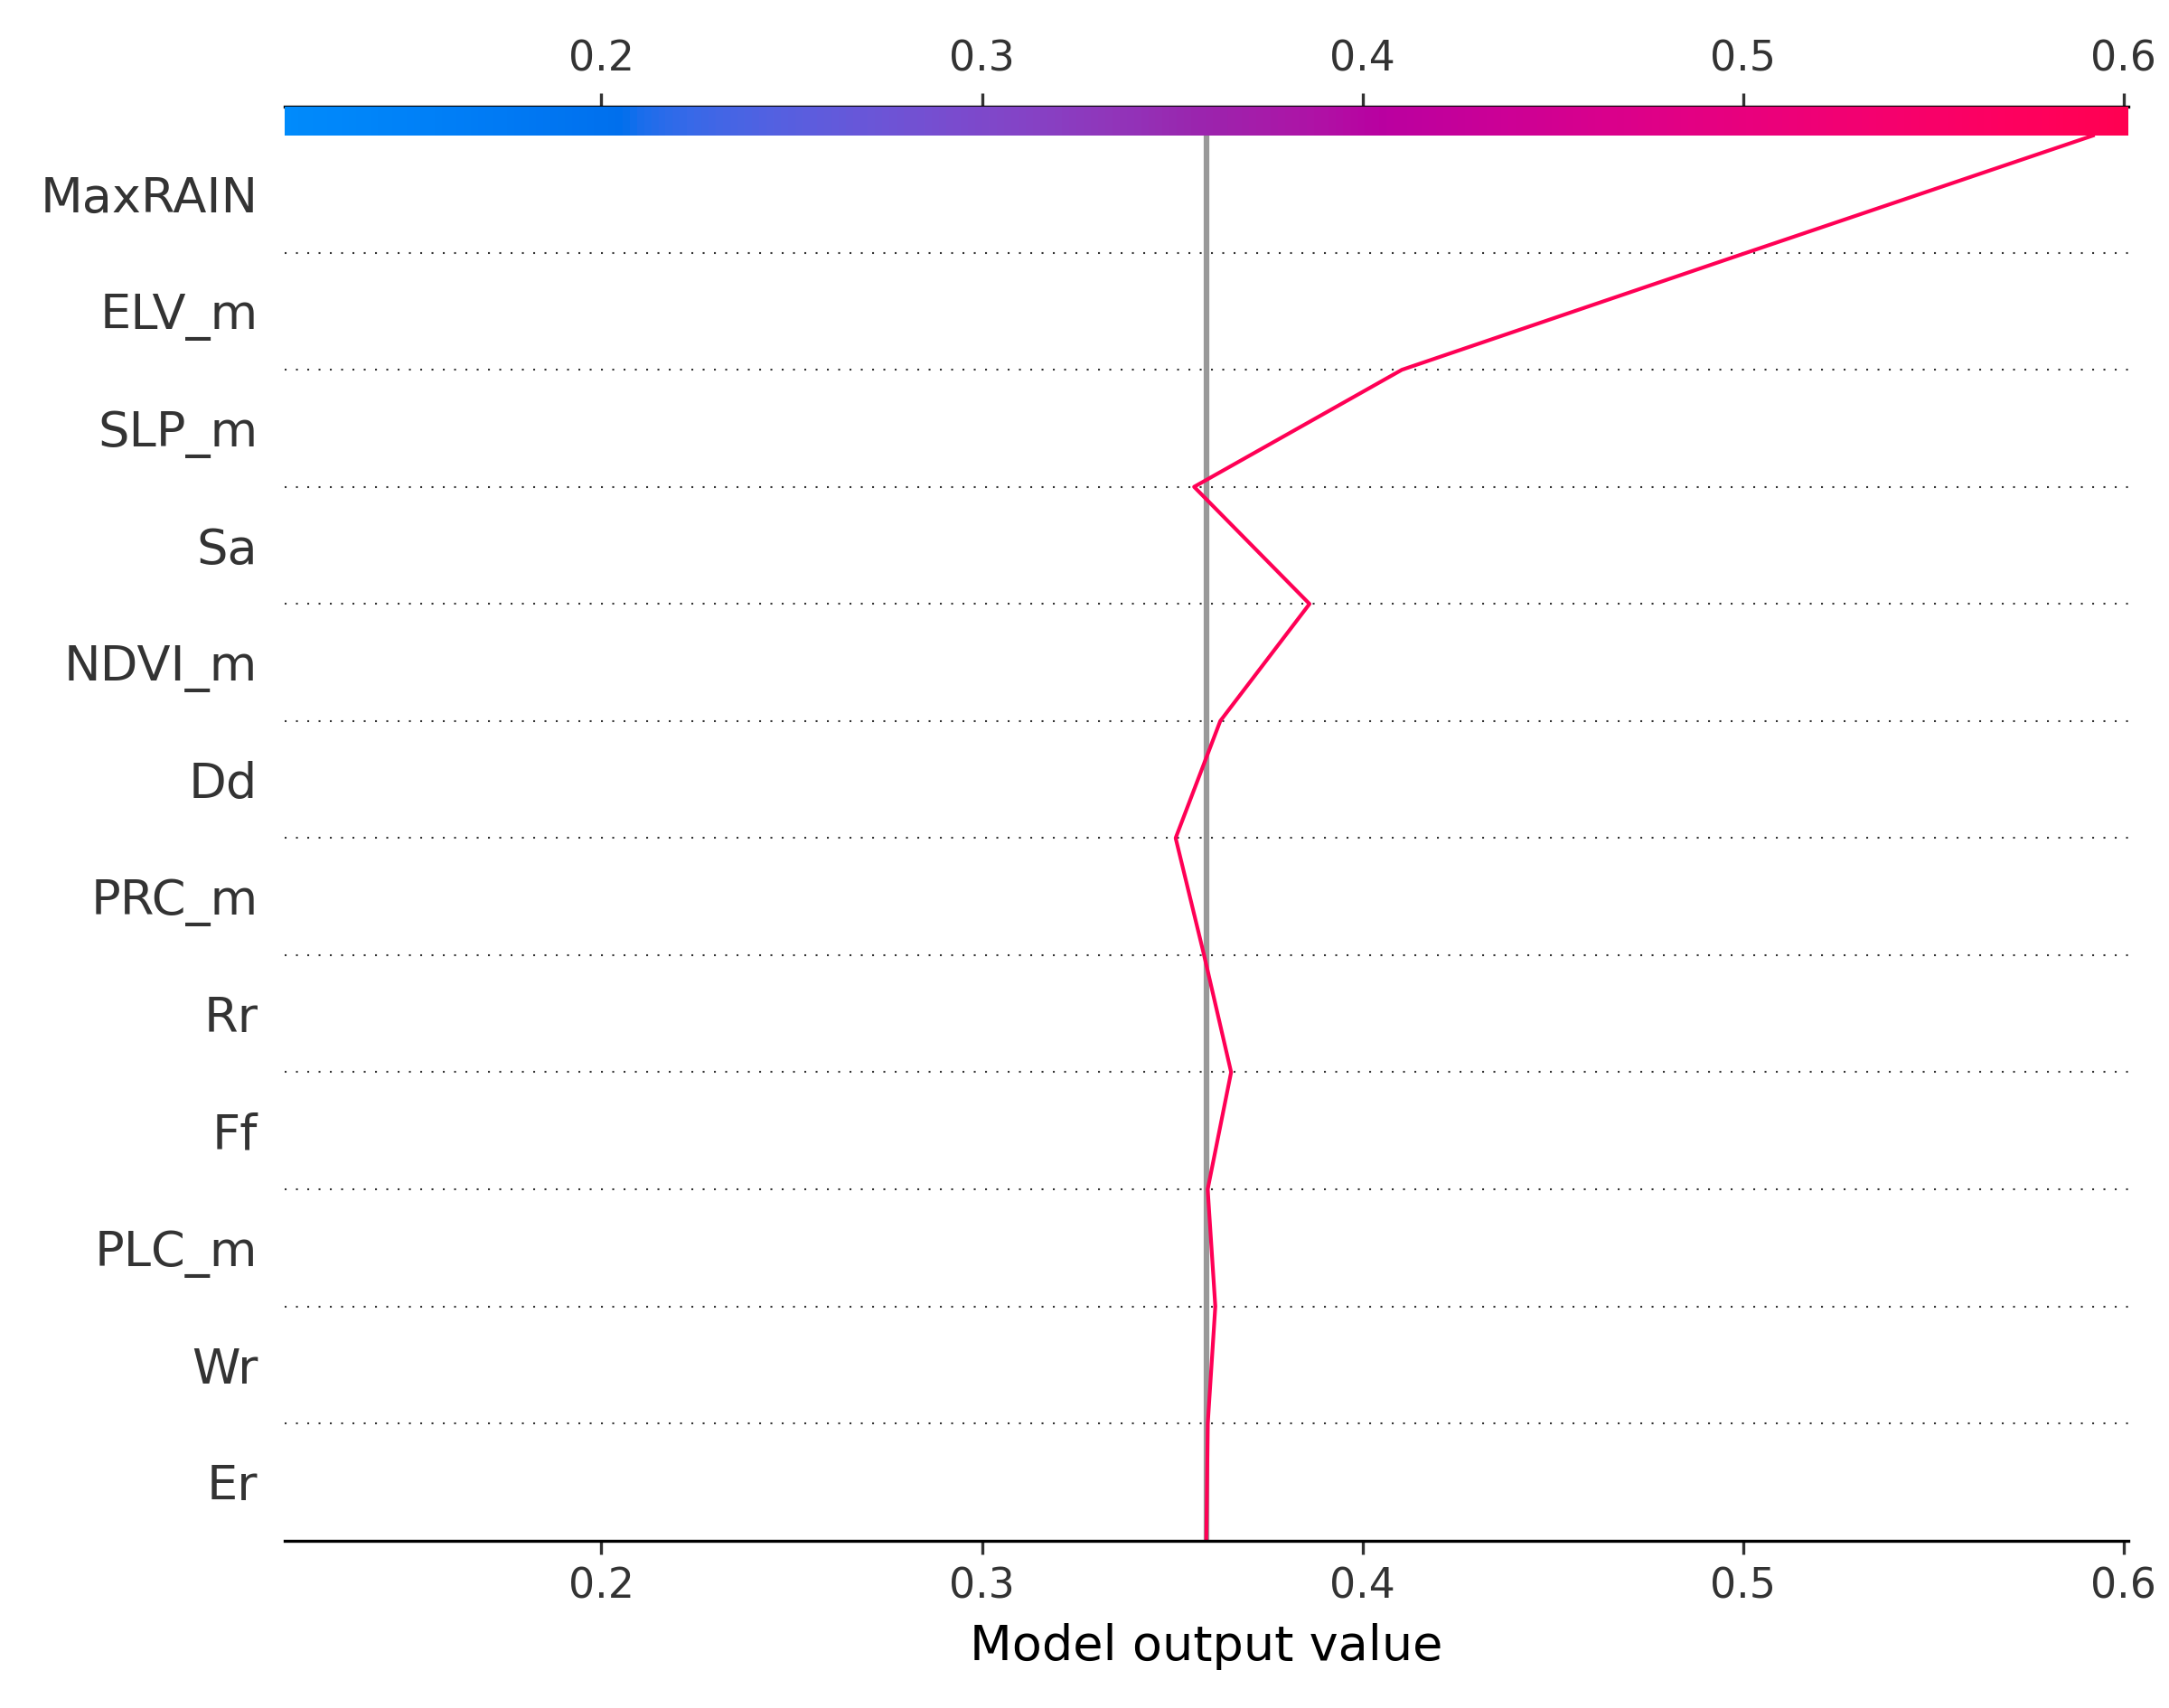 0.2 0.3 0.4 0.5 0.6
MaxRAIN
ELV_m
SLP_m
Sa
NDVI_m
Dd
PRC_m
Rr
Ff
PLC_m
Wr
Er
0.2 0.3 0.4 0.5 0.6
Model output value